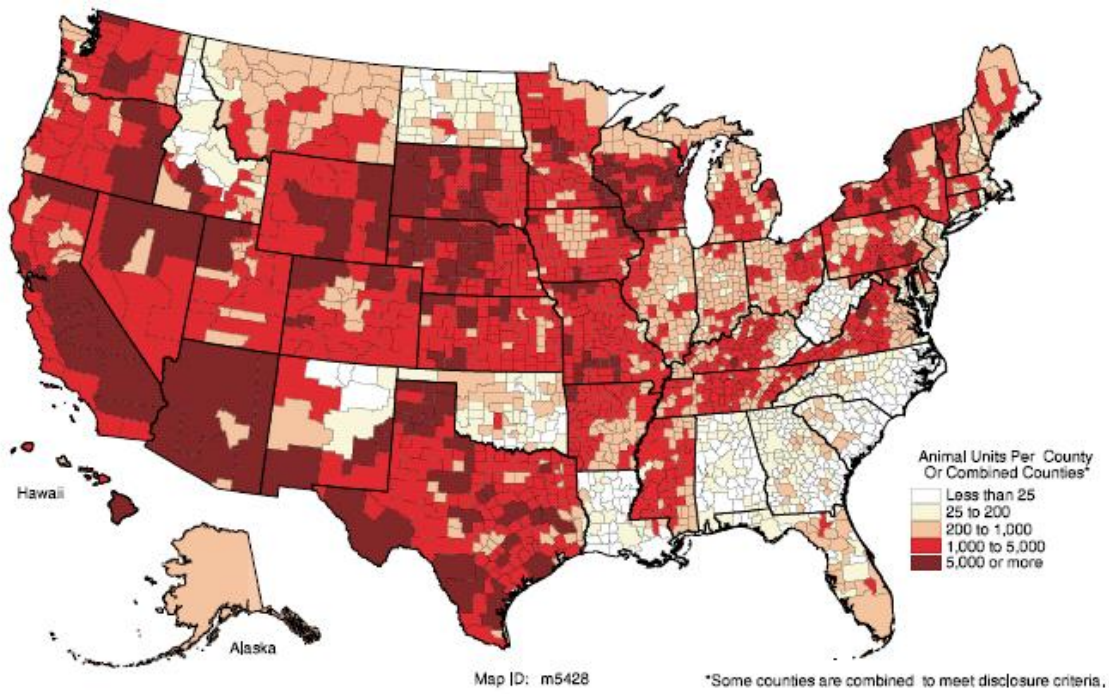 Hawaii
Alaska
Animal Units Per County
Or Combined Counties*
Less than 25
25 to 200
200 to 1,000
1,000 to 5,000
5,000 or more
Map ID: m5428
*Some counties are combined to meet disclosure criteria.